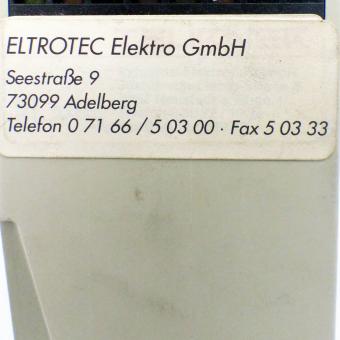 ELTROTEC Elektro GmbH
Seestraße 9
73099 Adelberg
Telefon 0 71 66 / 5 03 00 · Fax 5 03 33